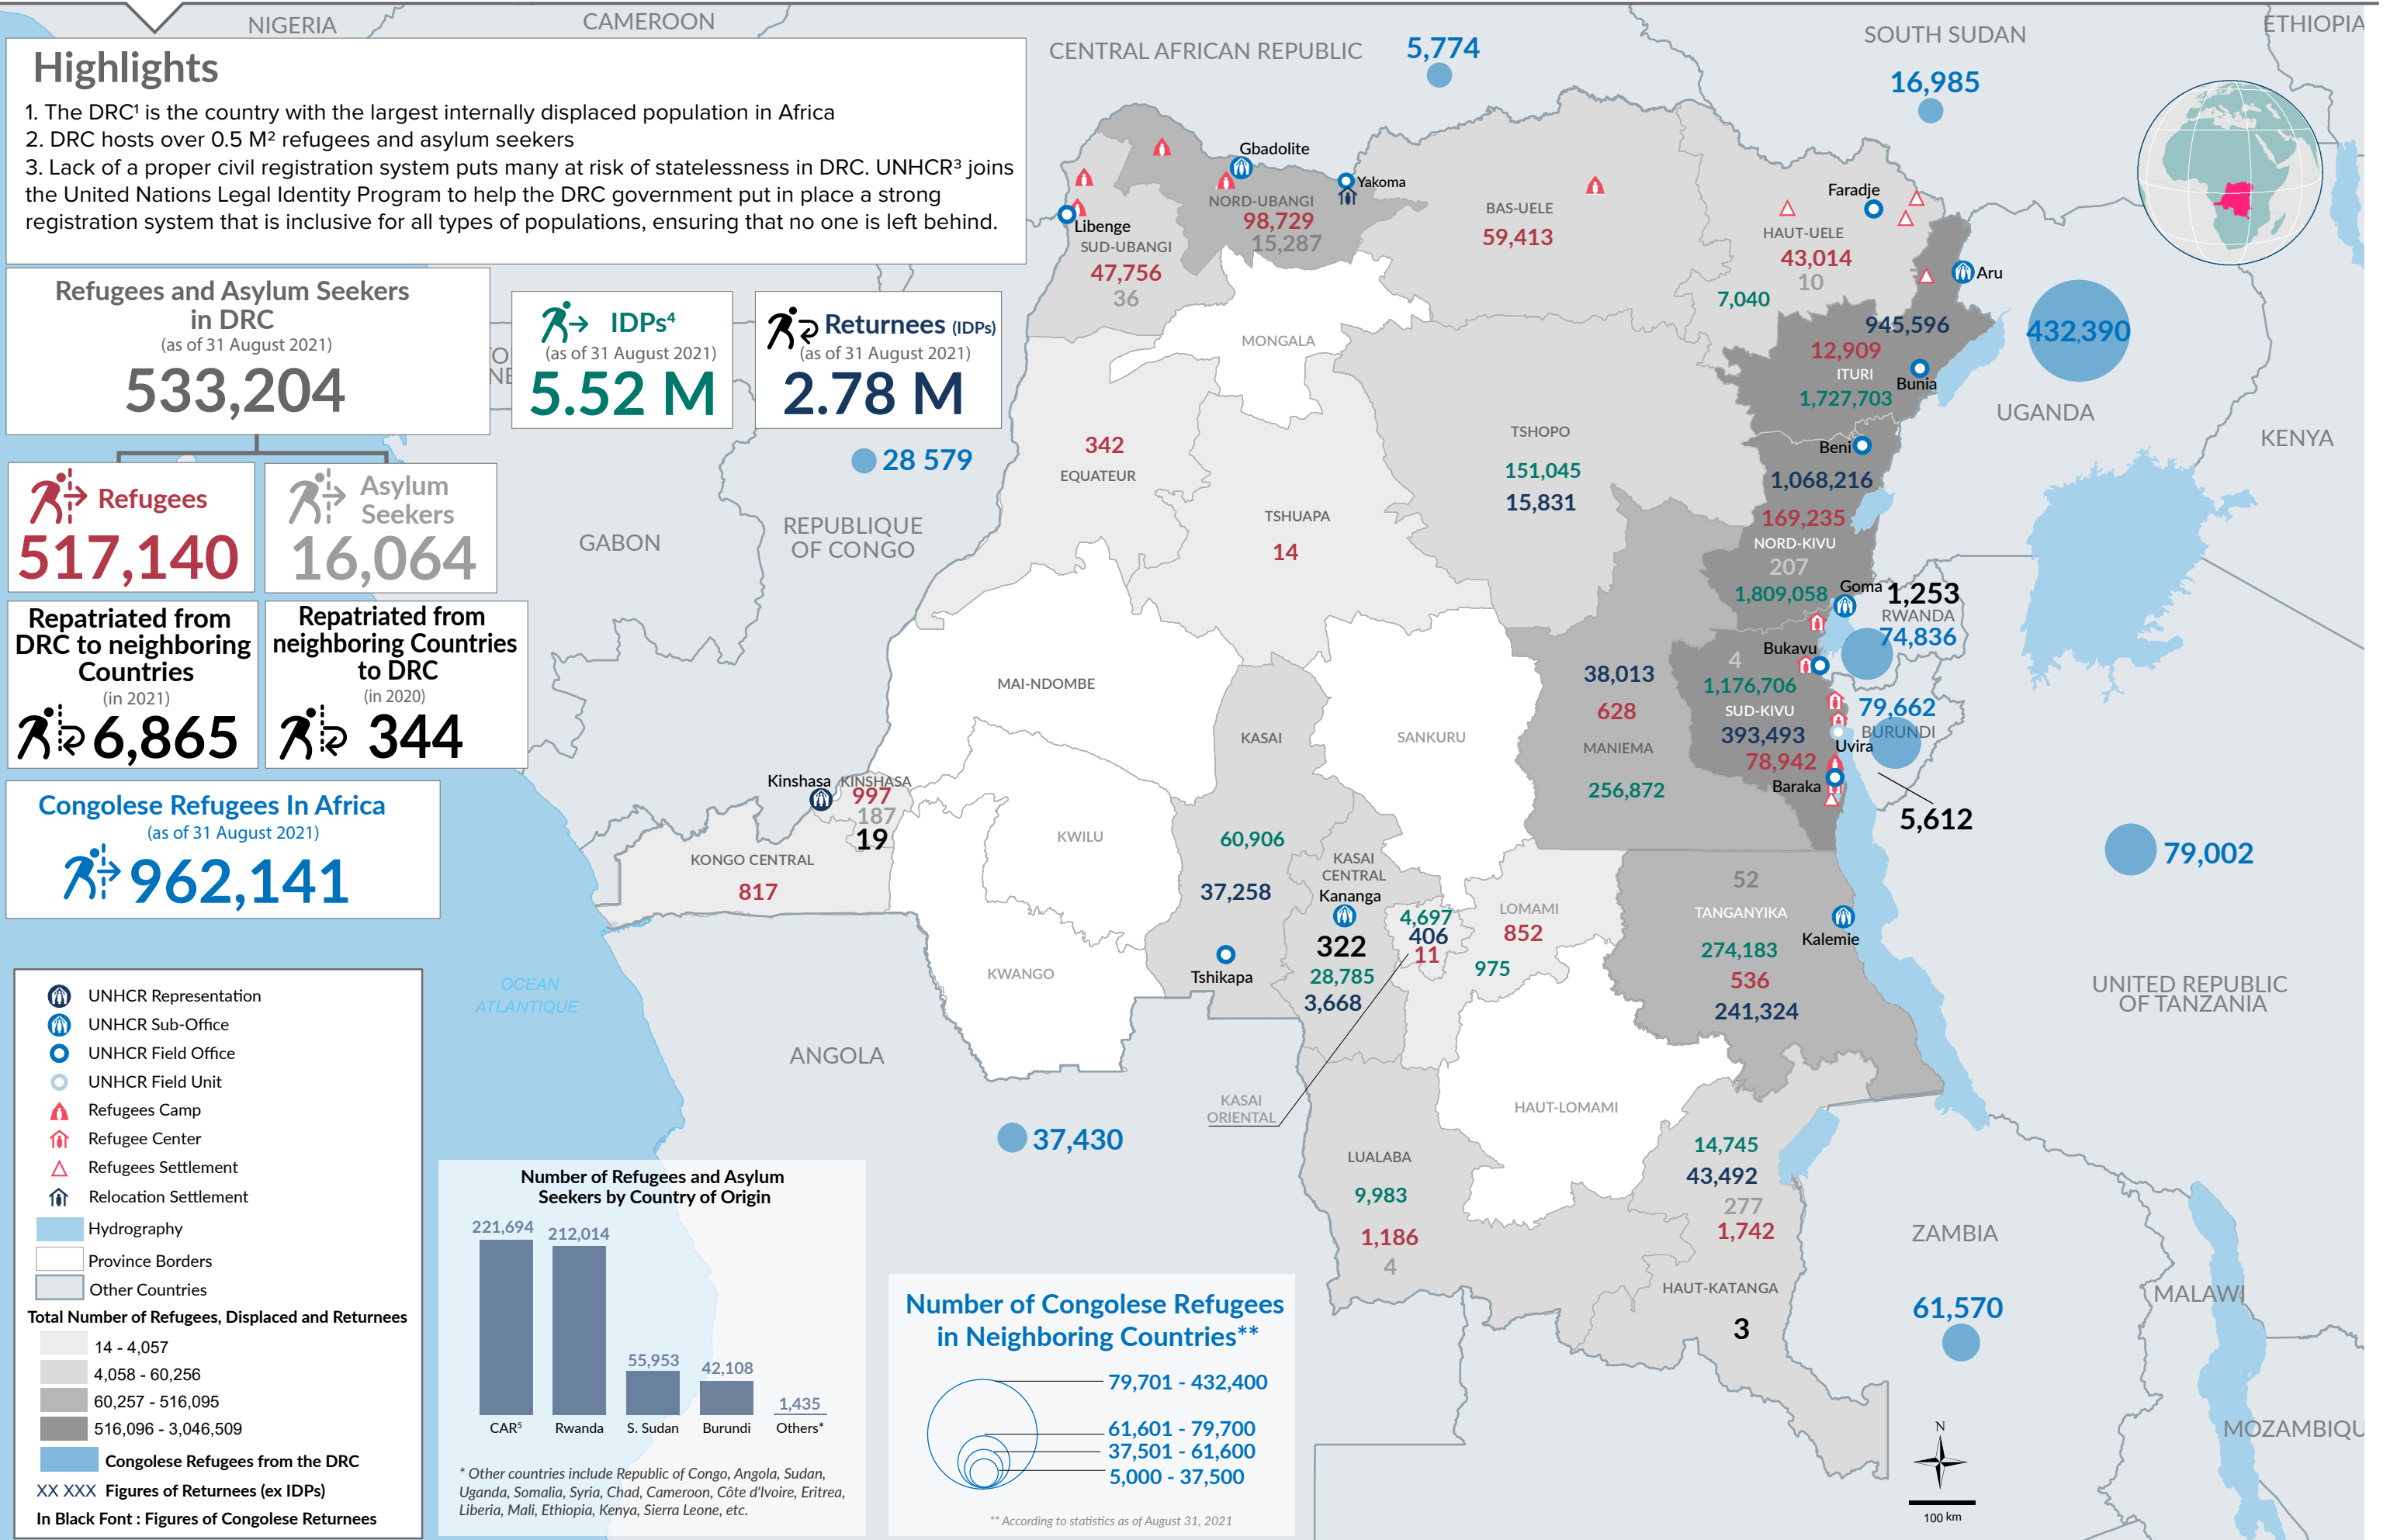 NIGERIA
CAMEROON
CENTRAL AFRICAN REPUBLIC
5,774
SOUTH SUDAN
16,985
ETHIOPIA
Highlights
1. The DRC¹ is the country with the largest internally displaced population in Africa
2. DRC hosts over 0.5 M² refugees and asylum seekers
3. Lack of a proper civil registration system puts many at risk of statelessness in DRC. UNHCR³ joins
the United Nations Legal Identity Program to help the DRC government put in place a strong
registration system that is inclusive for all types of populations, ensuring that no one is left behind.
Refugees and Asylum Seekers
in DRC
(as of 31 August 2021)
533,204
IDPs⁴
(as of 31 August 2021)
5.52 M
Returnees (IDPs)
(as of 31 August 2021)
2.78 M
Refugees
517,140
Asylum
Seekers
16,064
Repatriated from
DRC to neighboring
Countries
(in 2021)
6,865
Repatriated from
neighboring Countries
to DRC
(in 2020)
344
Congolese Refugees In Africa
(as of 31 August 2021)
962,141
Gbadolite
Yakoma
NORD-UBANGI
98,729
15,287
Libenge
SUD-UBANGI
47,756
36
BAS-UELE
59,413
Faradje
HAUT-UELE
43,014
10
7,040
Aru
945,596
12,909
ITURI
Bunia
1,727,703
432,390
UGANDA
KENYA
MONGALA
342
EQUATEUR
TSHUAPA
14
TSHOPO
151,045
15,831
Beni
1,068,216
169,235
NORD-KIVU
207
1,809,058
Goma
1,253
RWANDA
74,836
28 579
REPUBLIQUE
OF CONGO
GABON
MAI-NDOMBE
KASAI
60,906
37,258
Tshikapa
SANKURU
38,013
628
MANIEMA
256,872
Bukavu
4
1,176,706
SUD-KIVU
393,493
78,942
Uvira
Baraka
79,662
BURUNDI
5,612
79,002
UNITED REPUBLIC
OF TANZANIA
Kinshasa
KINSHASA
997
187
19
KONGO CENTRAL
817
KWILU
KWANGO
KASAI
CENTRAL
Kananga
322
28,785
3,668
4,697
406
11
KASAI
ORIENTAL
LOMAMI
852
975
52
TANGANYIKA
274,183
536
241,324
Kalemie
OCEAN
ATLANTIQUE
ANGOLA
37,430
HAUT-LOMAMI
LUALABA
9,983
1,186
4
14,745
43,492
277
1,742
HAUT-KATANGA
3
ZAMBIA
61,570
MALAWI
MOZAMBIQU
UNHCR Representation
UNHCR Sub-Office
UNHCR Field Office
UNHCR Field Unit
Refugees Camp
Refugee Center
Refugees Settlement
Relocation Settlement
Hydrography
Province Borders
Other Countries
Total Number of Refugees, Displaced and Returnees
14 - 4,057
4,058 - 60,256
60,257 - 516,095
516,096 - 3,046,509
Congolese Refugees from the DRC
XX XXX Figures of Returnees (ex IDPs)
In Black Font : Figures of Congolese Returnees
Number of Refugees and Asylum
Seekers by Country of Origin
221,694
212,014
55,953
42,108
1,435
CAR⁵ Rwanda S. Sudan Burundi Others*
* Other countries include Republic of Congo, Angola, Sudan,
Uganda, Somalia, Syria, Chad, Cameroon, Côte d'Ivoire, Eritrea,
Liberia, Mali, Ethiopia, Kenya, Sierra Leone, etc.
Number of Congolese Refugees
in Neighboring Countries**
79,701 - 432,400
61,601 - 79,700
37,501 - 61,600
5,000 - 37,500
** According to statistics as of August 31, 2021
N
100 km